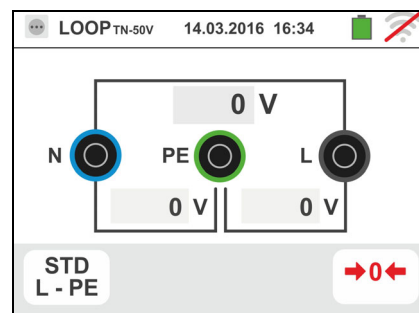 LOOP TN-50V 14.03.2016 16:34
0 V
N PE L
0 V 0 V
STD
L - PE
0